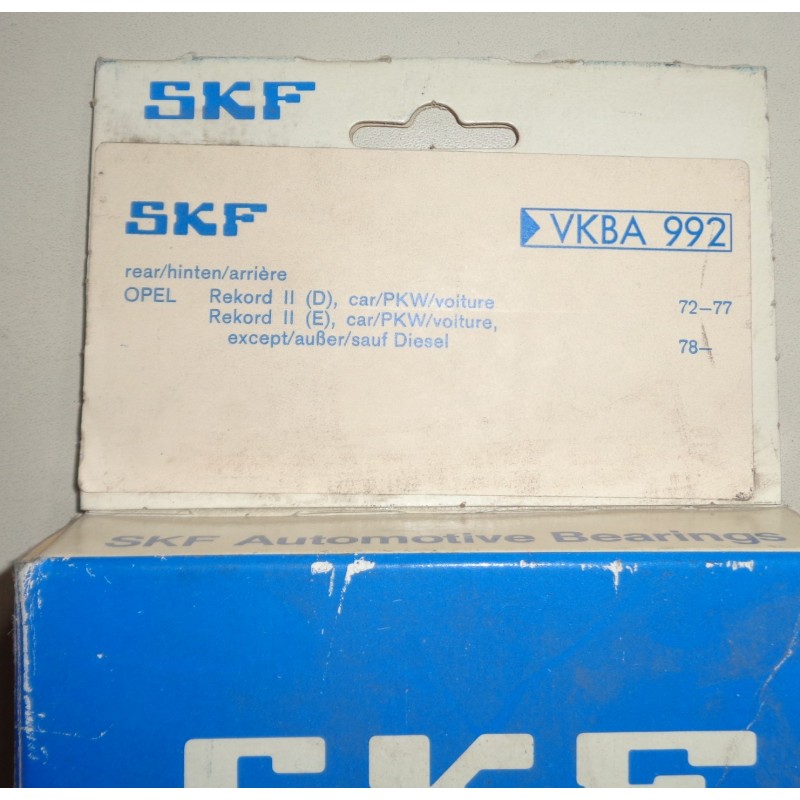 SKF
SKF
VKBA 992
rear/hinten/arrière
OPEL Rekord II (D), car/PKW/voiture 72–77
Rekord II (E), car/PKW/voiture,
except/außer/sauf Diesel 78–
SKF Automotive Bearings
SKF